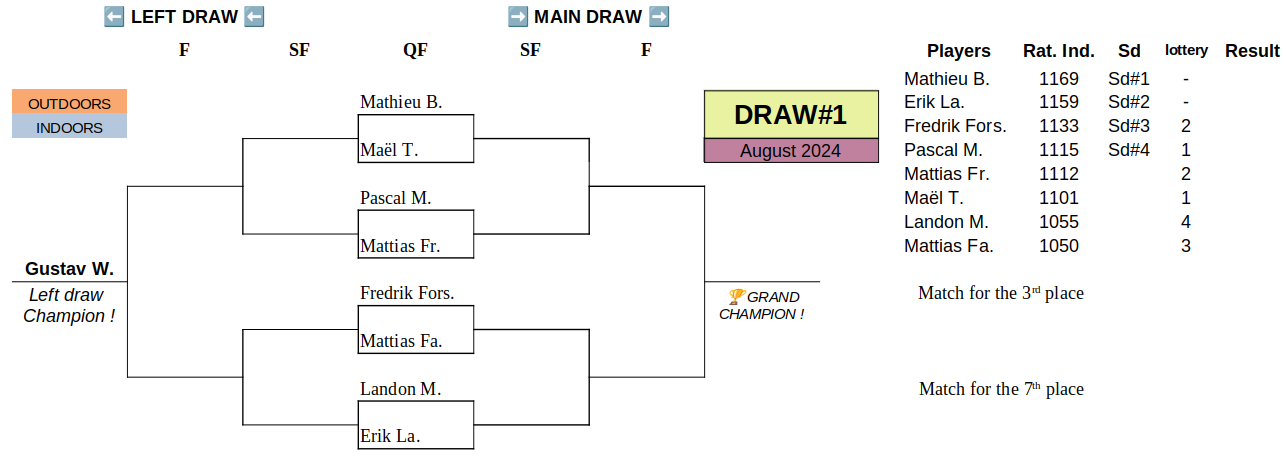 ⬅ LEFT DRAW ⬅
➡ MAIN DRAW ➡
F SF QF SF F
Players Rat. Ind. Sd lottery Result
OUTDOORS
INDOORS
Mathieu B.
Maël T.
Pascal M.
Mattias Fr.
Gustav W.
Left draw
Champion !
Fredrik Fors.
Mattias Fa.
Landon M.
Erik La.
DRAW#1
August 2024
🏆GRAND
CHAMPION !
Mathieu B. 1169 Sd#1 -
Erik La. 1159 Sd#2 -
Fredrik Fors. 1133 Sd#3 2
Pascal M. 1115 Sd#4 1
Mattias Fr. 1112 2
Maël T. 1101 1
Landon M. 1055 4
Mattias Fa. 1050 3
Match for the 3rd place
Match for the 7th place